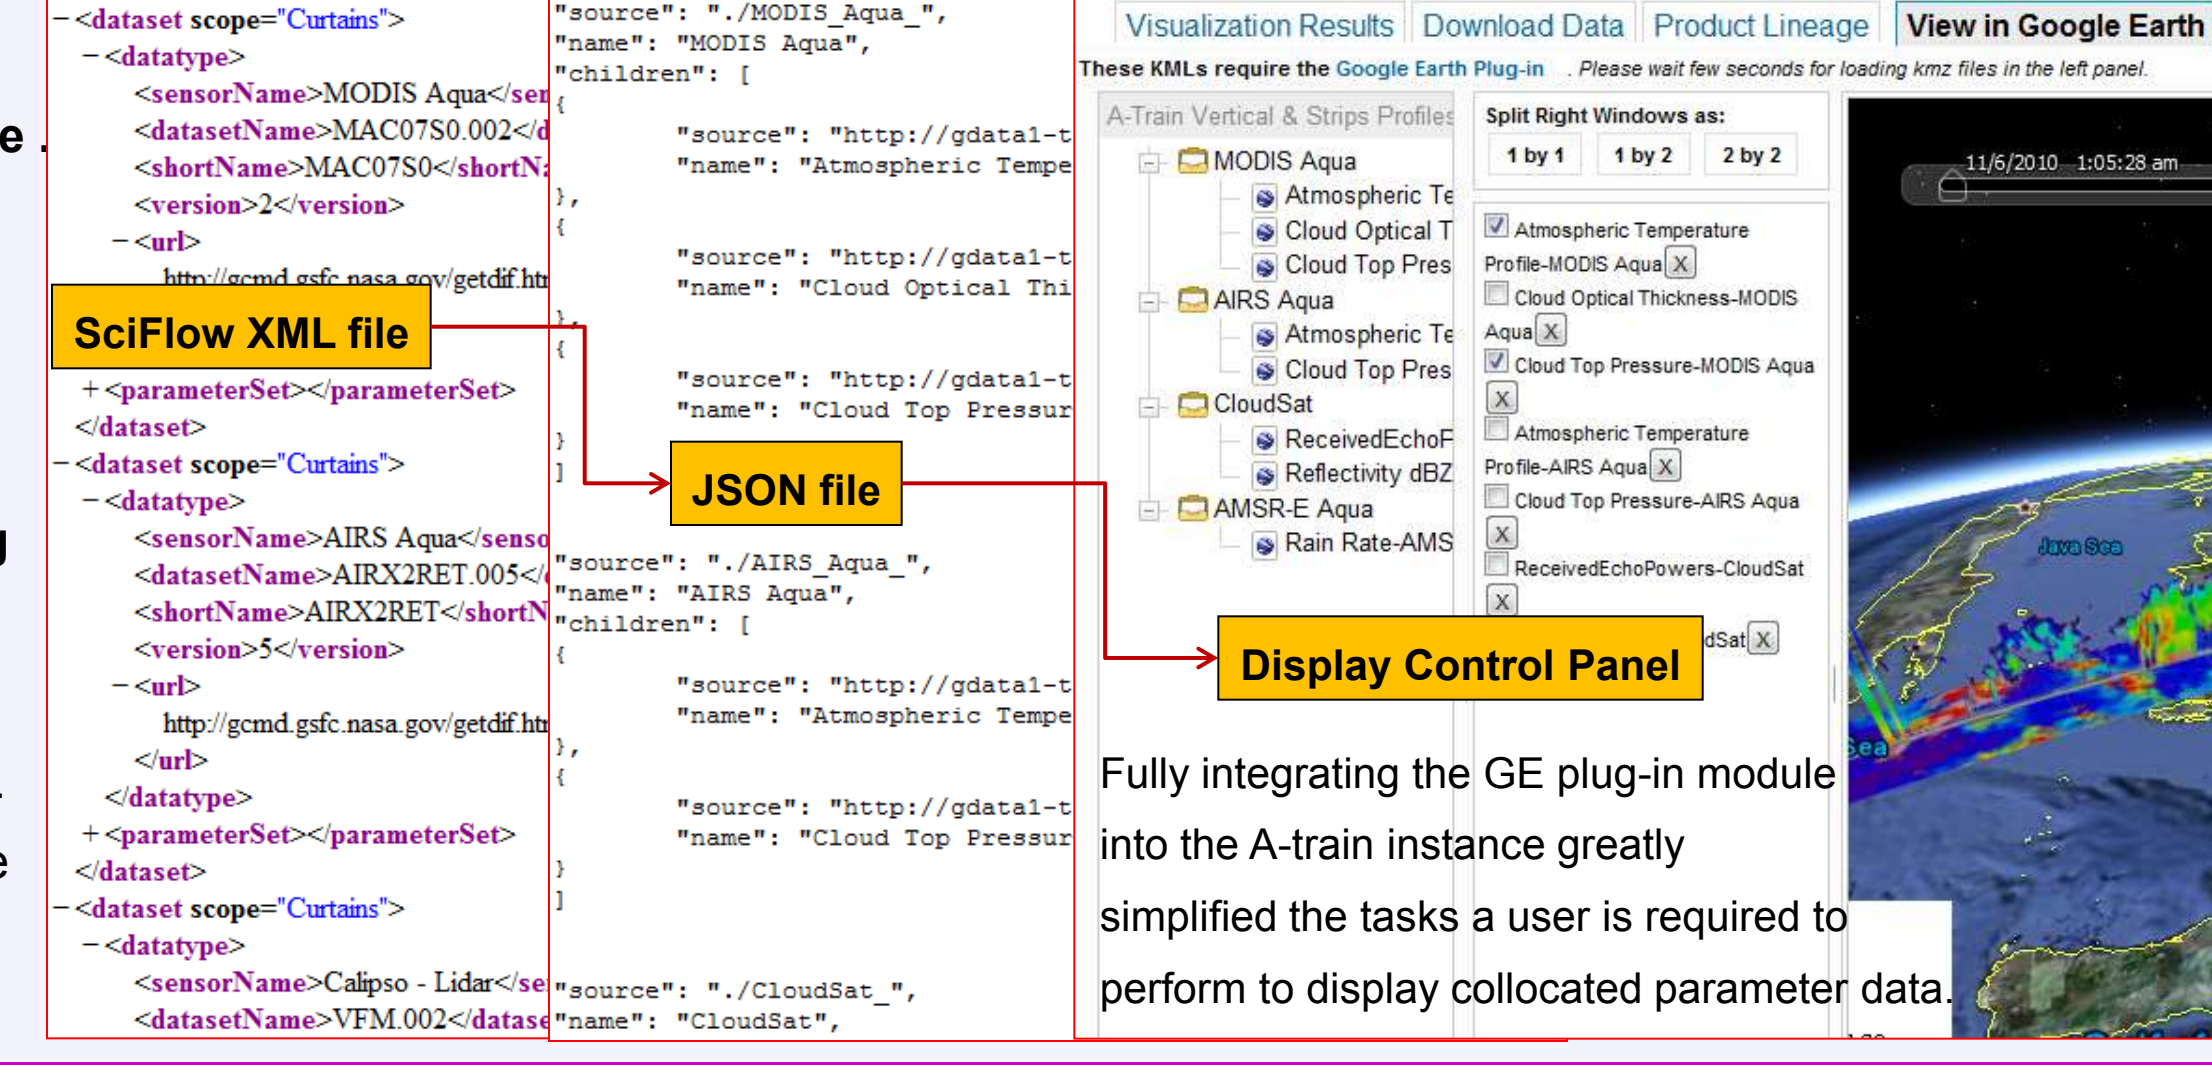 e .
g
e
- <dataset scope="Curtains">
- <datatype>
<sensorName>MODIS Aqua</sen
<datasetName>MAC07S0.002</d
<shortName>MAC07S0</shortNa
<version>2</version>
- <url>
http://gcmd.gsfc.nasa.gov/getdif.htm
SciFlow XML file
+ <parameterSet></parameterSet>
</dataset>
- <dataset scope="Curtains">
- <datatype>
<sensorName>AIRS Aqua</senso
<datasetName>AIRX2RET.005</d
<shortName>AIRX2RET</shortN
<version>5</version>
- <url>
http://gcmd.gsfc.nasa.gov/getdif.htm
</url>
</datatype>
+ <parameterSet></parameterSet>
</dataset>
- <dataset scope="Curtains">
- <datatype>
<sensorName>Calipso - Lidar</se
<datasetName>VFM.002</datase
"source": "./MODIS_Aqua_",
"name": "MODIS Aqua",
"children": [
{
"source": "http://gdata1-t
"name": "Atmospheric Tempe
},
{
"source": "http://gdata1-t
"name": "Cloud Optical Thi
},
{
"source": "http://gdata1-t
"name": "Cloud Top Pressur
}
]
JSON file
"source": "./AIRS_Aqua_",
"name": "AIRS Aqua",
"children": [
{
"source": "http://gdata1-t
"name": "Atmospheric Tempe
},
{
"source": "http://gdata1-t
"name": "Cloud Top Pressur
}
]
"source": "./CloudSat_",
"name": "CloudSat",
Visualization Results Download Data Product Lineage View in Google Earth
These KMLs require the Google Earth Plug-in . Please wait few seconds for loading kmz files in the left panel.
A-Train Vertical & Strips Profiles
MODIS Aqua
Atmospheric Te
Cloud Optical T
Cloud Top Pres
AIRS Aqua
Atmospheric Te
Cloud Top Pres
CloudSat
ReceivedEchoP
Reflectivity dBZ
AMSR-E Aqua
Rain Rate-AMS
Split Right Windows as:
1 by 1 1 by 2 2 by 2
Atmospheric Temperature
Profile-MODIS Aqua X
Cloud Optical Thickness-MODIS
Aqua X
Cloud Top Pressure-MODIS Aqua
X
Atmospheric Temperature
Profile-AIRS Aqua X
Cloud Top Pressure-AIRS Aqua
X
ReceivedEchoPowers-CloudSat
X
dSat X
Display Control Panel
11/6/2010 1:05:28 am
Java Sea
Sea
Fully integrating the GE plug-in module
into the A-train instance greatly
simplified the tasks a user is required to
perform to display collocated parameter data.